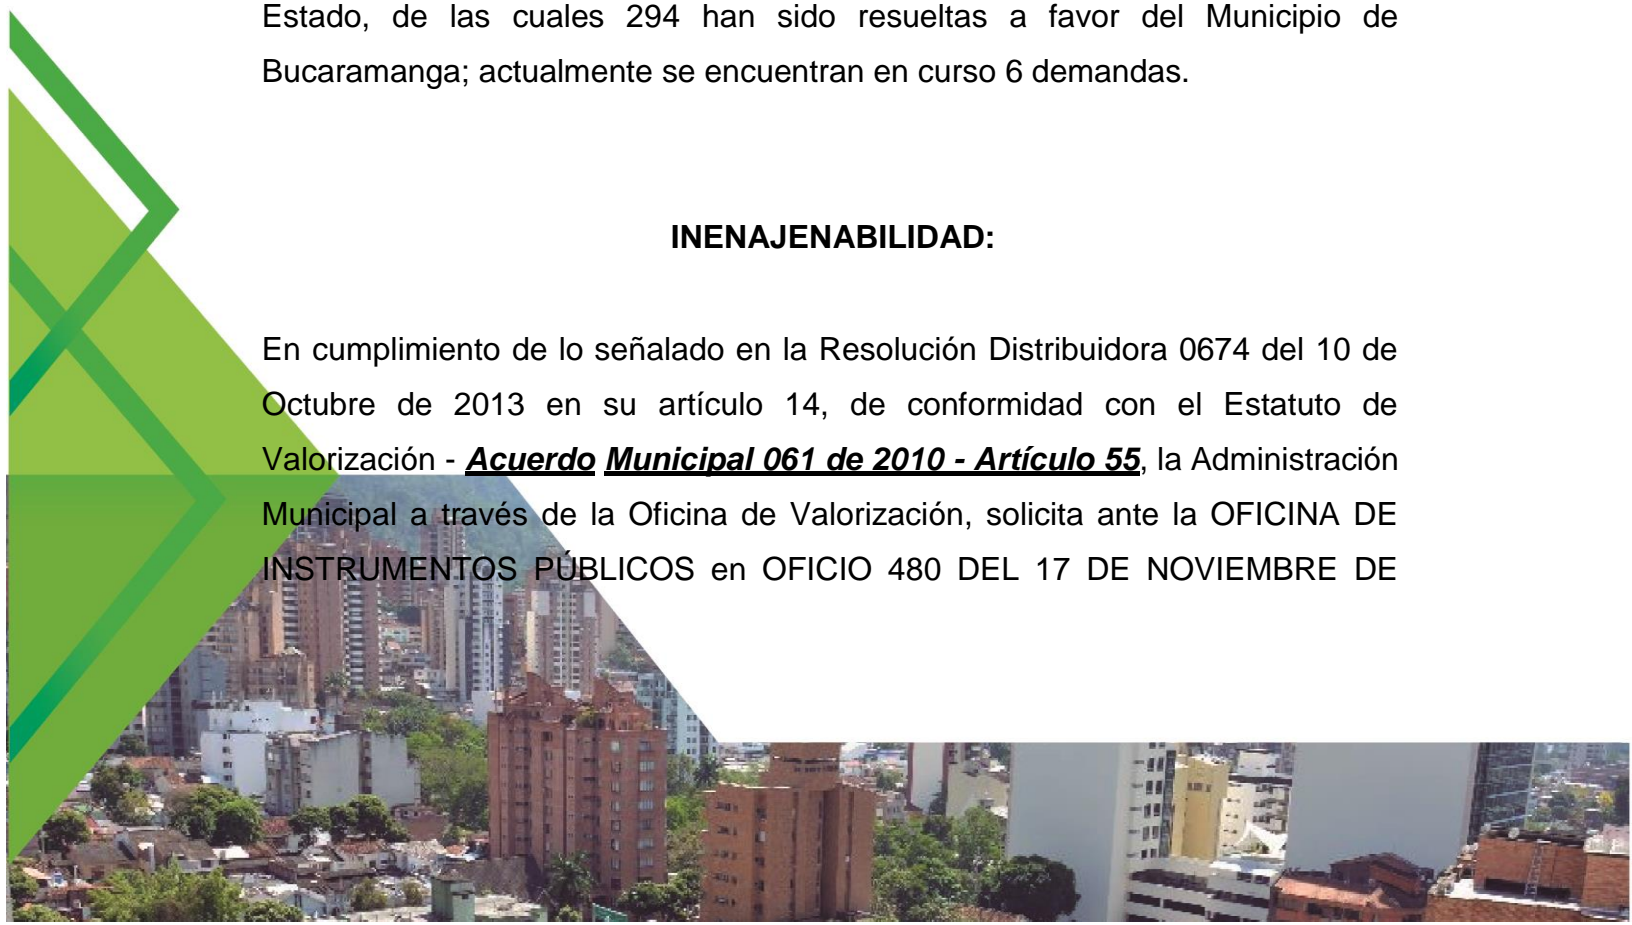 Estado, de las cuales 294 han sido resueltas a favor del Municipio de
Bucaramanga; actualmente se encuentran en curso 6 demandas.
INENAJENABILIDAD:
En cumplimiento de lo señalado en la Resolución Distribuidora 0674 del 10 de
Octubre de 2013 en su artículo 14, de conformidad con el Estatuto de
Valorización - Acuerdo Municipal 061 de 2010 - Artículo 55, la Administración
Municipal a través de la Oficina de Valorización, solicita ante la OFICINA DE
INSTRUMENTOS PÚBLICOS en OFICIO 480 DEL 17 DE NOVIEMBRE DE